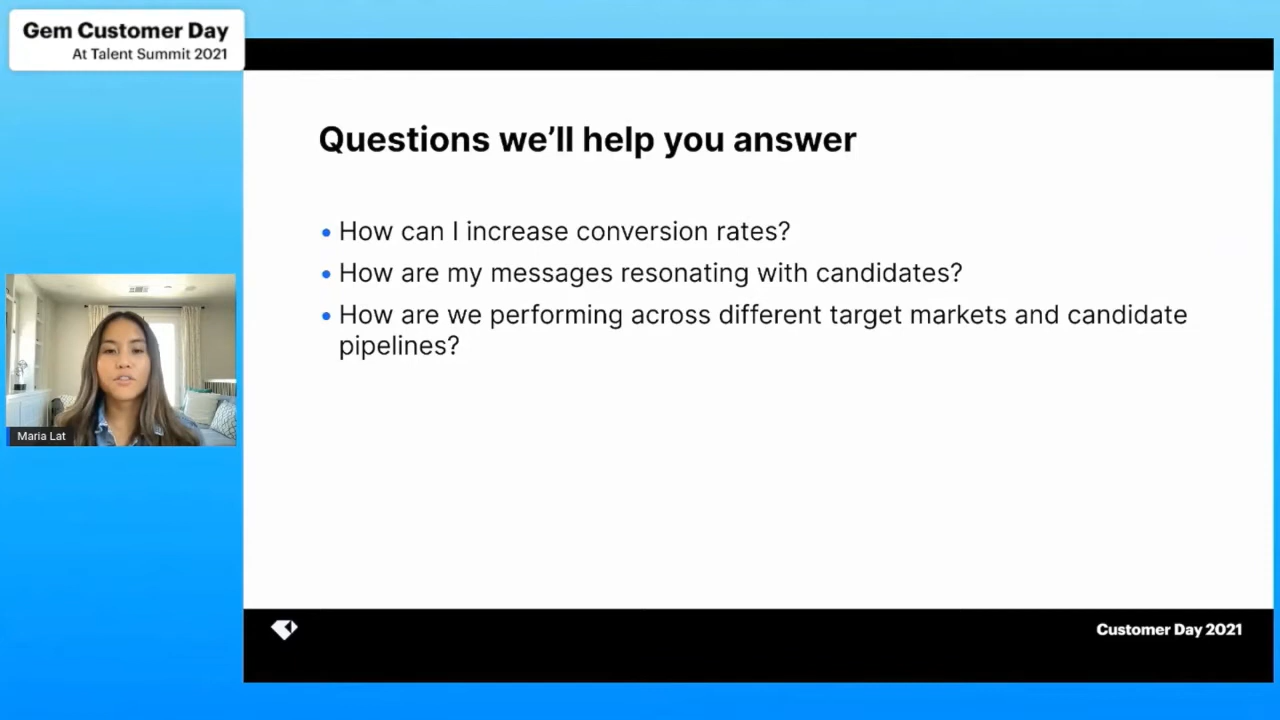 Gem Customer Day
At Talent Summit 2021
Questions we’ll help you answer
• How can I increase conversion rates?
• How are my messages resonating with candidates?
• How are we performing across different target markets and candidate
pipelines?
Maria Lat
Customer Day 2021